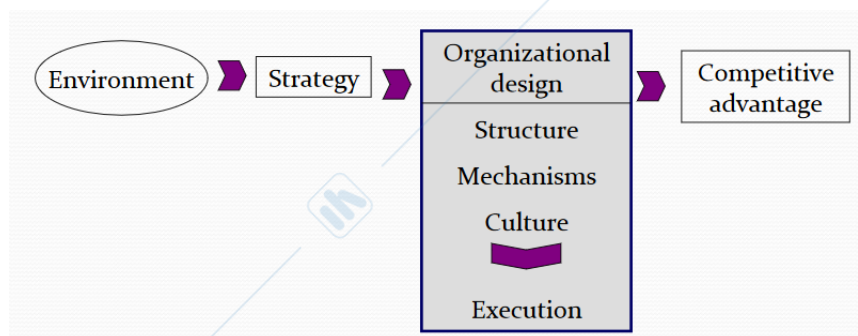 Environment
Strategy
Organizational
design
Structure
Mechanisms
Culture
Execution
Competitive
advantage